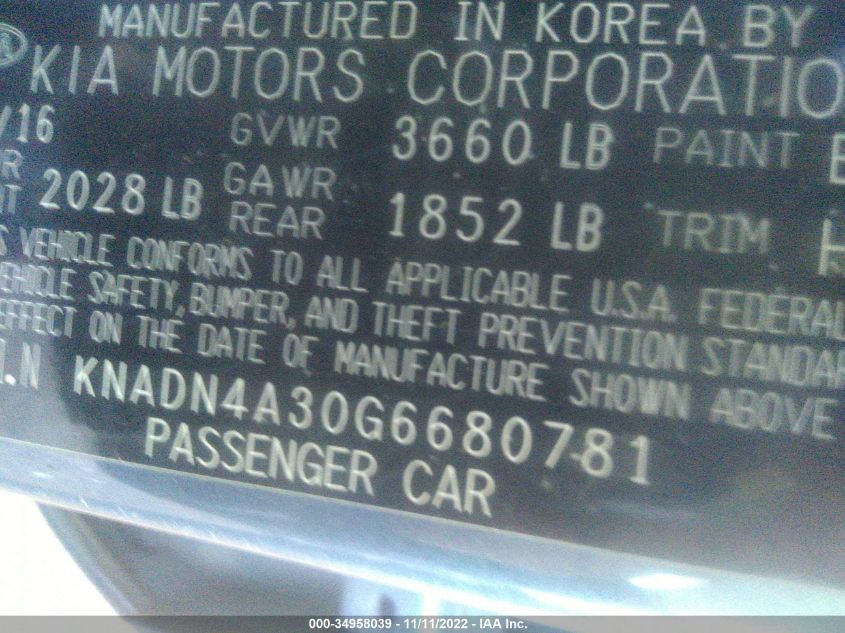 MANUFACTURED IN KOREA BY
KIA MOTORS CORPORATION
/16 GVWR 3660 LB PAINT
2028 LB GAWR REAR 1852 LB TRIM
VEHICLE CONFORMS TO ALL APPLICABLE U.S.A. FEDERAL
VEHICLE SAFETY, BUMPER, AND THEFT PREVENTION STANDAR
EFFECT ON THE DATE OF MANUFACTURE SHOWN ABOVE
I.N KNADN4A30G6680781
PASSENGER CAR
000-34958039 - 11/11/2022 - IAA Inc.